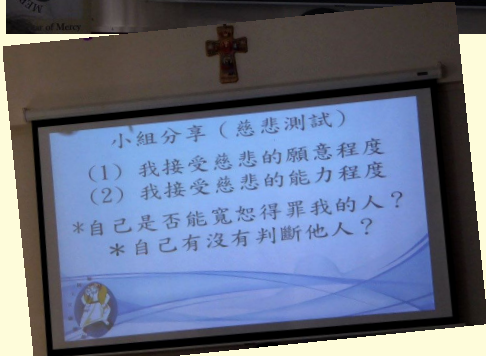 of Mercy
小組分享（慈悲測試）
（1）我接受慈悲的願意程度
（2）我接受慈悲的能力程度
＊自己是否能寬恕得罪我的人？
＊自己有沒有判斷他人？